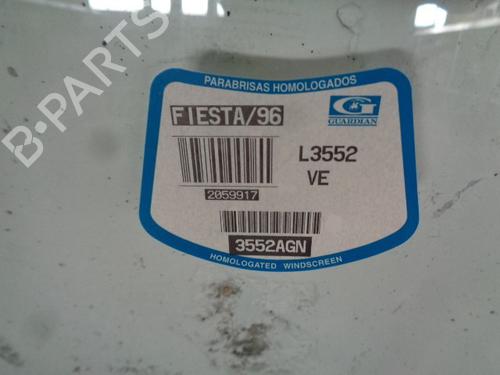 B-PARTS
PARABRISAS HOMOLOGADOS
FIESTA/96
G
GUARDIAN
L3552
VE
2059917
3552AGN
HOMOLOGATED WINDSCREEN